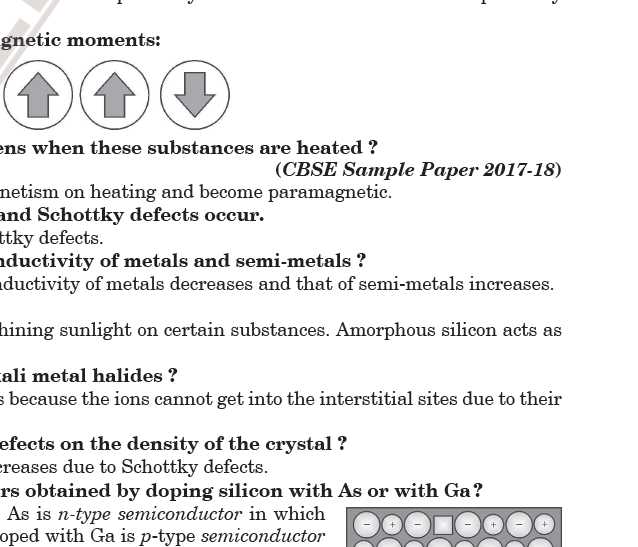 gnetic moments:
ens when these substances are heated ?
(CBSE Sample Paper 2017-18)
netism on heating and become paramagnetic.
and Schottky defects occur.
ttky defects.
nductivity of metals and semi-metals ?
nductivity of metals decreases and that of semi-metals increases.
hining sunlight on certain substances. Amorphous silicon acts as
ali metal halides ?
s because the ions cannot get into the interstitial sites due to their
efects on the density of the crystal ?
creases due to Schottky defects.
rs obtained by doping silicon with As or with Ga?
As is n-type semiconductor in which
oped with Ga is p-type semiconductor
− + − − + − +